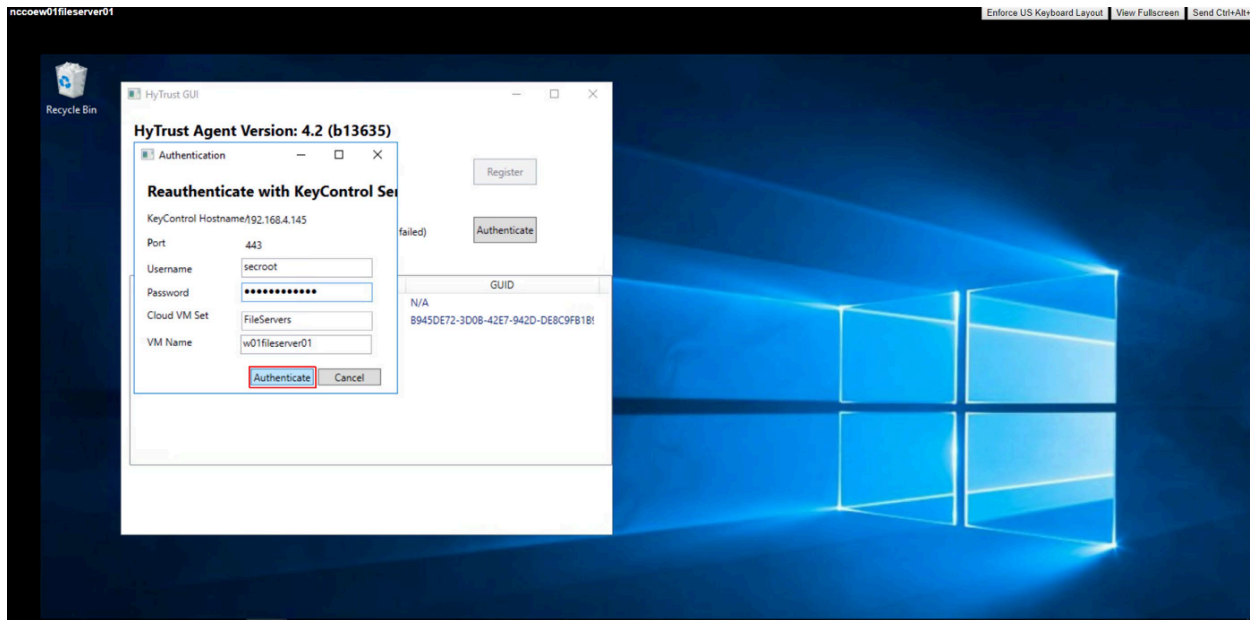 nccoew01fileserver01
Enforce US Keyboard Layout View Fullscreen Send Ctrl+Alt+
Recycle Bin
HyTrust GUI
HyTrust Agent Version: 4.2 (b13635)
Authentication
Register
Reauthenticate with KeyControl Ser
KeyControl Hostname/192.168.4.145
failed) Authenticate
Port 443
Username secroot
GUID
Password ●●●●●●●●●●●●
N/A
Cloud VM Set FileServers
B945DE72-3D0B-42E7-942D-DE8C9FB1B
VM Name w01fileserver01
Authenticate Cancel